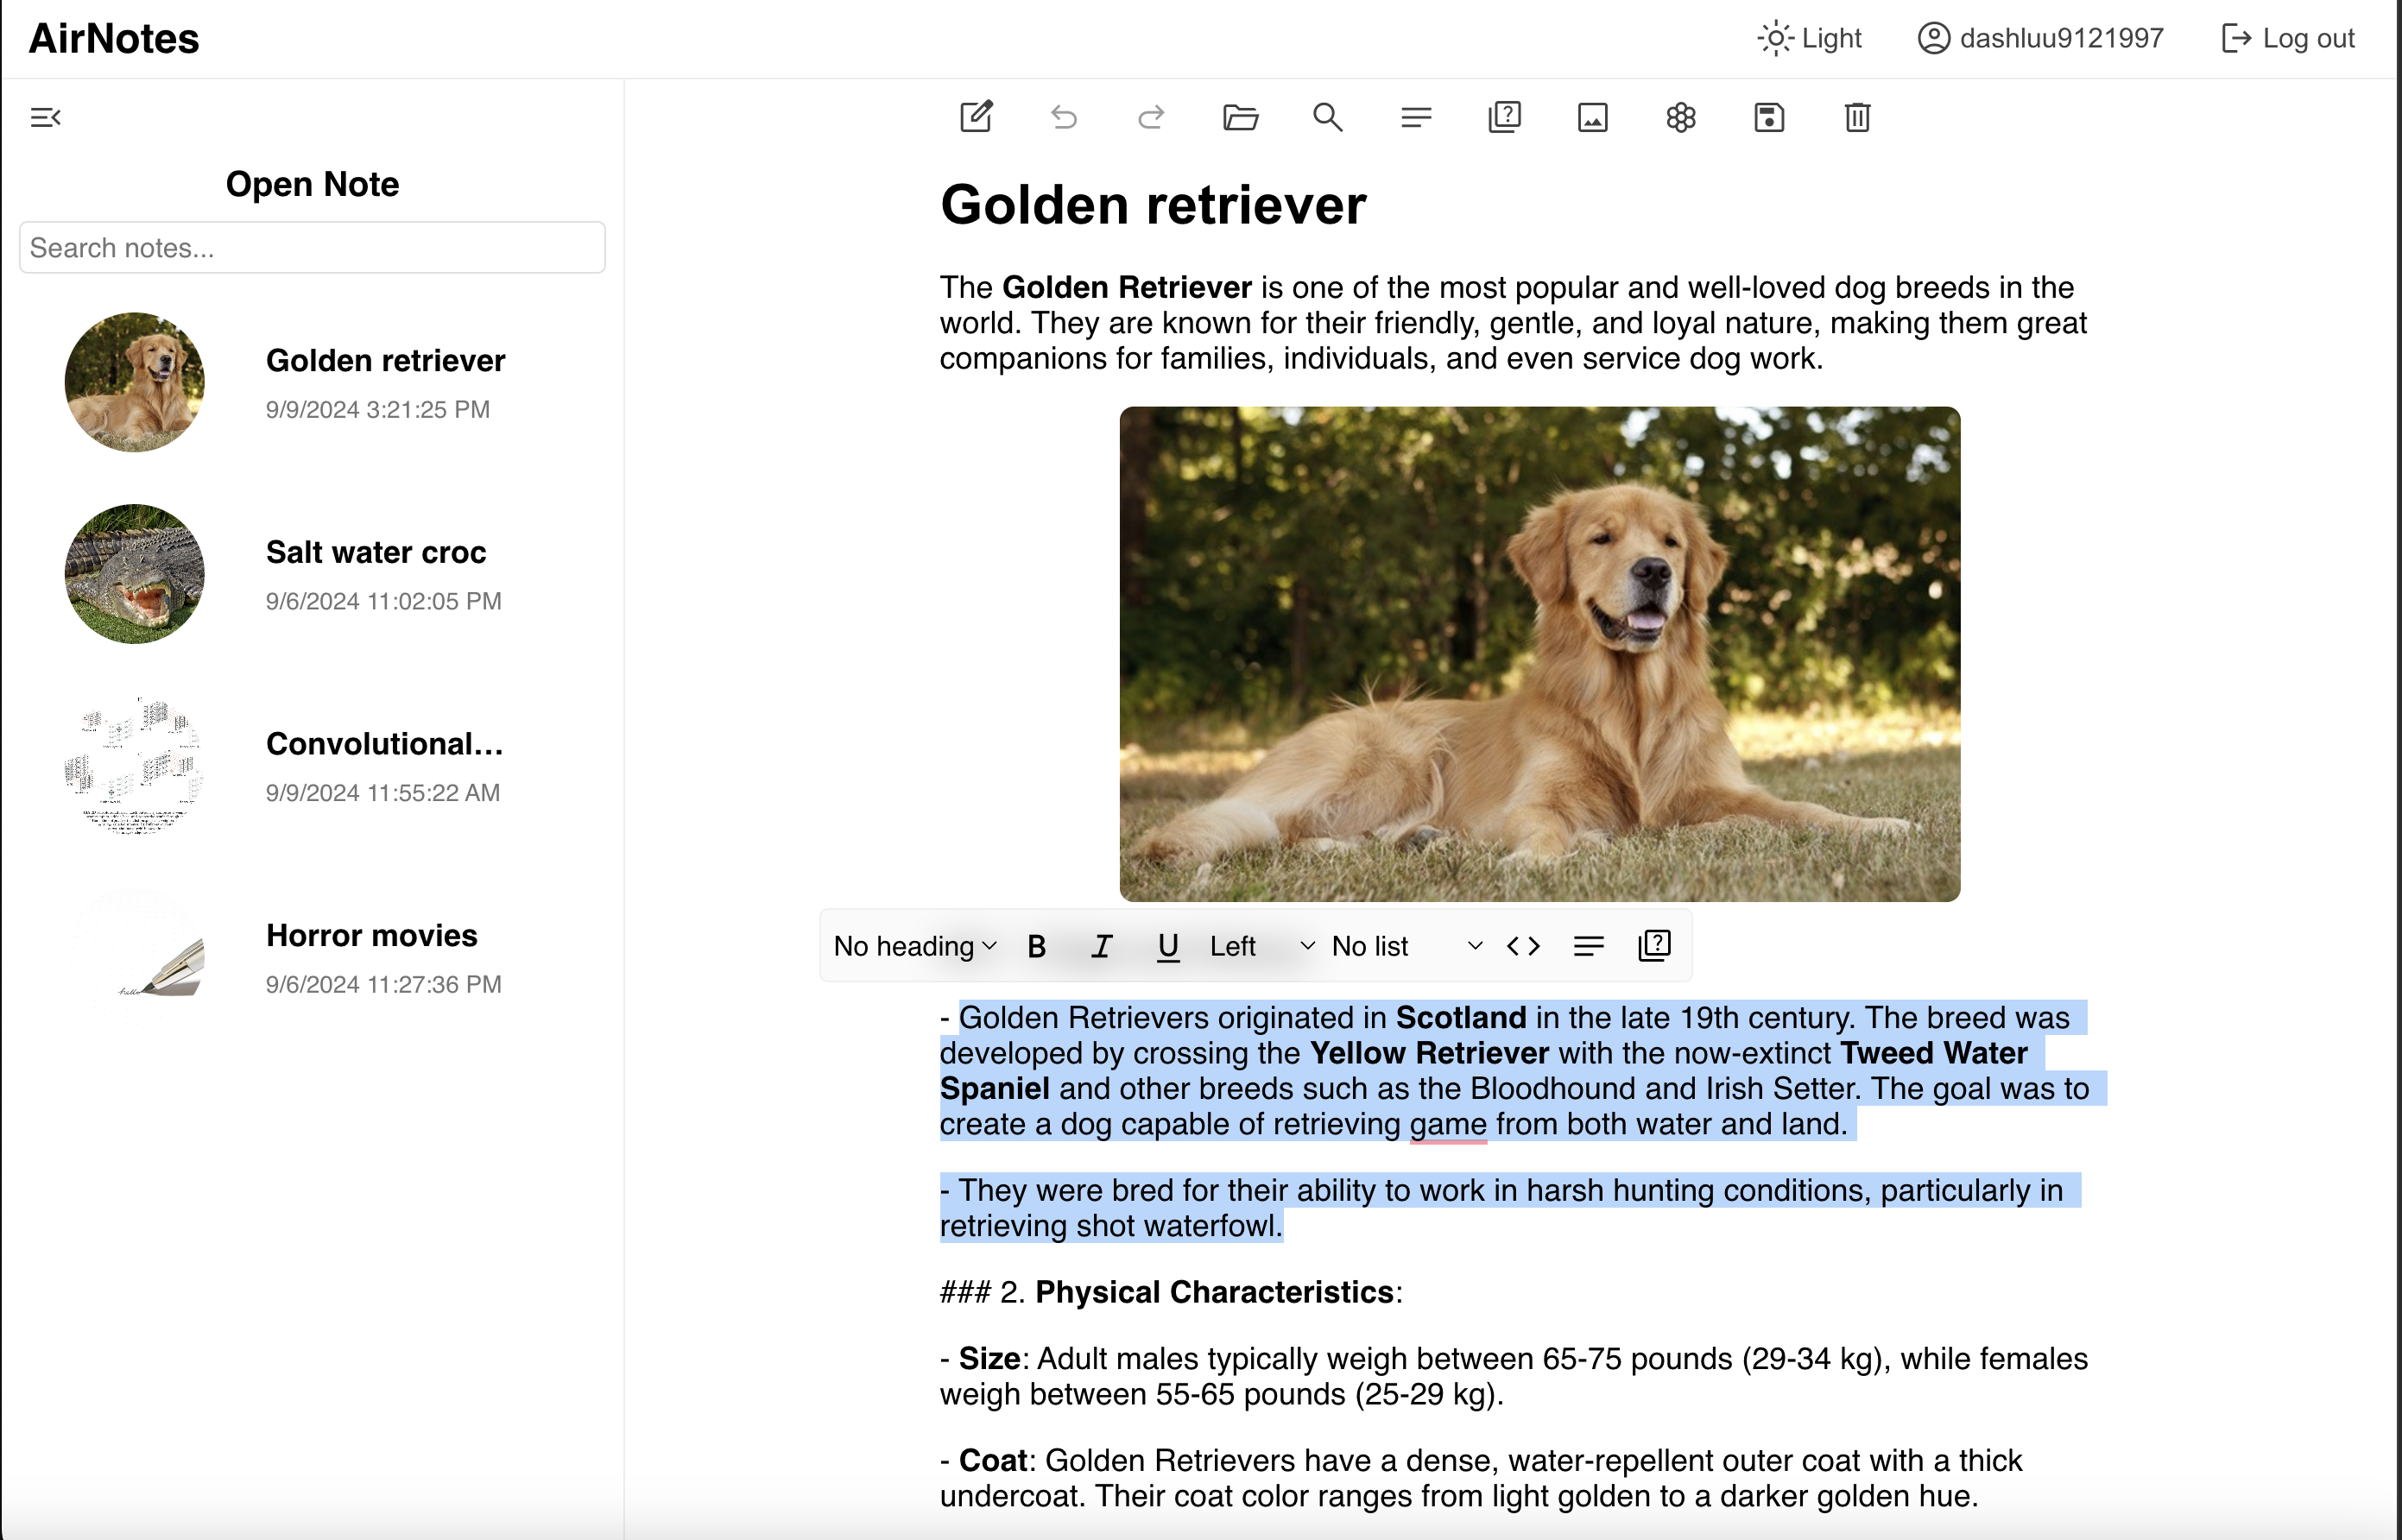 AirNotes
Light
dashluu9121997
Log out
Open Note
Search notes...
Golden retriever
9/9/2024 3:21:25 PM
Salt water croc
9/6/2024 11:02:05 PM
Convolutional...
9/9/2024 11:55:22 AM
Horror movies
9/6/2024 11:27:36 PM
hello
Golden retriever
The Golden Retriever is one of the most popular and well-loved dog breeds in the
world. They are known for their friendly, gentle, and loyal nature, making them great
companions for families, individuals, and even service dog work.
No heading B I U Left No list
- Golden Retrievers originated in Scotland in the late 19th century. The breed was
developed by crossing the Yellow Retriever with the now-extinct Tweed Water
Spaniel and other breeds such as the Bloodhound and Irish Setter. The goal was to
create a dog capable of retrieving game from both water and land.
- They were bred for their ability to work in harsh hunting conditions, particularly in
retrieving shot waterfowl.
### 2. Physical Characteristics:
- Size: Adult males typically weigh between 65-75 pounds (29-34 kg), while females
weigh between 55-65 pounds (25-29 kg).
- Coat: Golden Retrievers have a dense, water-repellent outer coat with a thick
undercoat. Their coat color ranges from light golden to a darker golden hue.